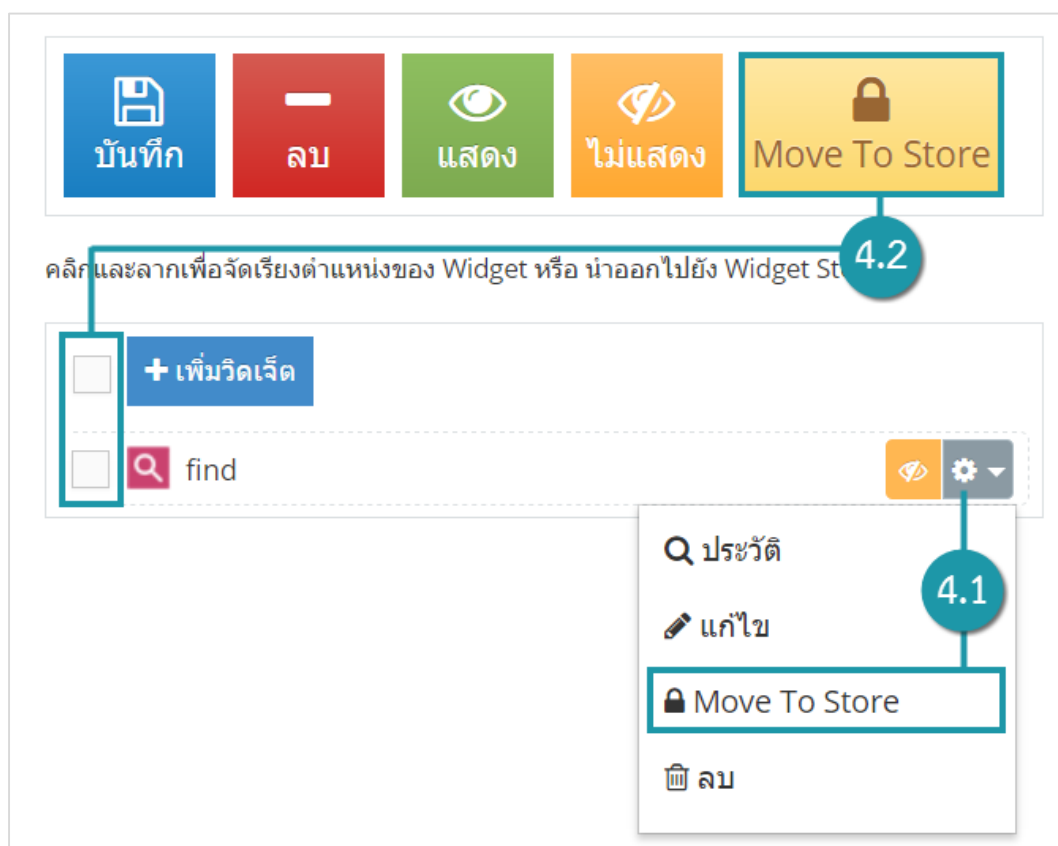 บันทึก
ลบ
แสดง
ไม่แสดง
Move To Store
4.2
คลิกและลากเพื่อจัดเรียงตำแหน่งของ Widget หรือ นำออกไปยัง Widget St
เพิ่มวิดเจ็ต
find
ประวัติ
4.1
แก้ไข
Move To Store
ลบ